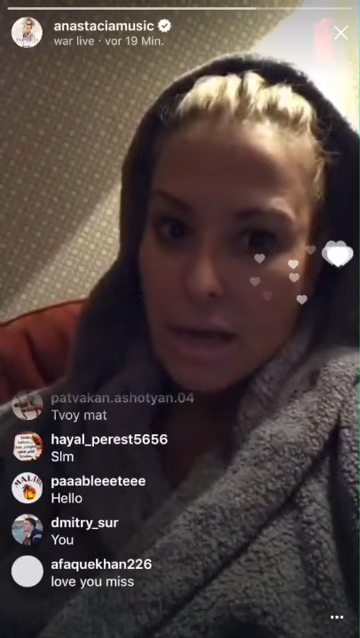 anastaciamusic
war live · vor 19 Min.
patvakan.ashotyan.04
Tvoy mat
hayal_perest5656
Slm
paaableeeteee
Hello
dmitry_sur
You
afaquekhan226
love you miss